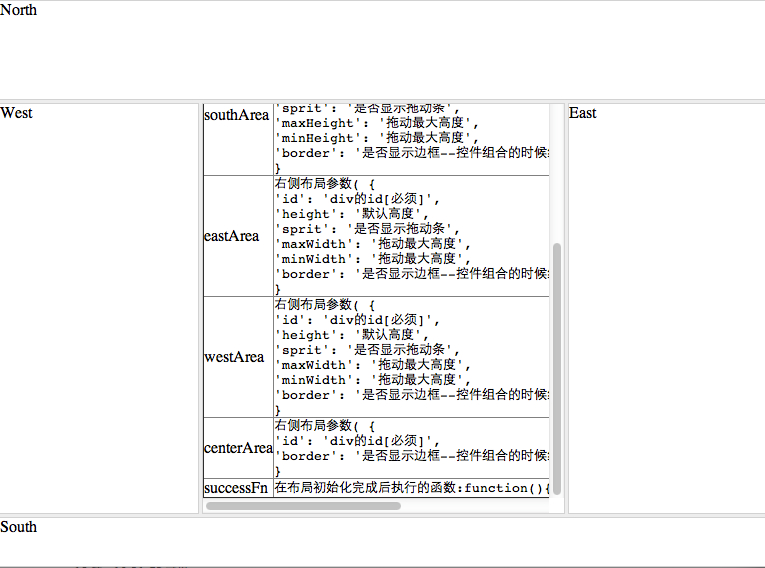 North
West
southArea
'sprit': '是否显示拖动条',
'maxHeight': '拖动最大高度',
'minHeight': '拖动最大高度',
'border': '是否显示边框--控件组合的时候
}
East
eastArea
右侧布局参数( {
'id': 'div的id[必须]',
'height': '默认高度',
'sprit': '是否显示拖动条',
'maxWidth': '拖动最大高度',
'minWidth': '拖动最大高度',
'border': '是否显示边框--控件组合的时候
}
westArea
右侧布局参数( {
'id': 'div的id[必须]',
'height': '默认高度',
'sprit': '是否显示拖动条',
'maxWidth': '拖动最大高度',
'minWidth': '拖动最大高度',
'border': '是否显示边框--控件组合的时候
}
centerArea
右侧布局参数( {
'id': 'div的id[必须]',
'border': '是否显示边框--控件组合的时候
}
successFn
在布局初始化完成后执行的函数:function(){
South